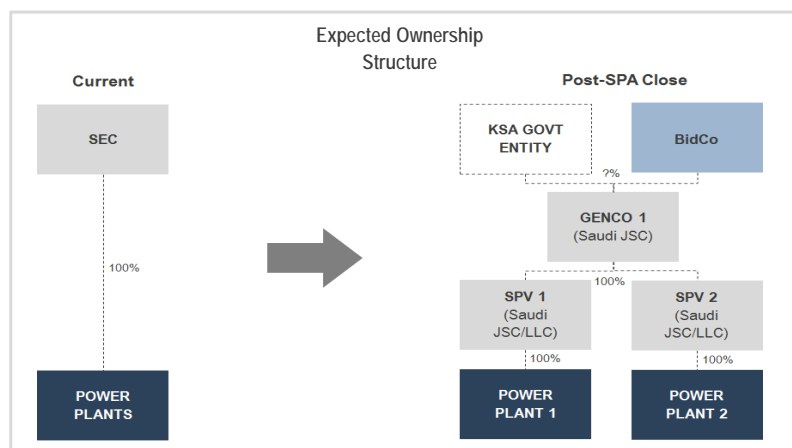 Expected Ownership
Structure
Current
SEC
100%
POWER
PLANTS
Post-SPA Close
KSA GOVT
ENTITY
BidCo
?%
GENCO 1
(Saudi JSC)
100%
SPV 1
(Saudi
JSC/LLC)
SPV 2
(Saudi
JSC/LLC)
100%
100%
POWER
PLANT 1
POWER
PLANT 2